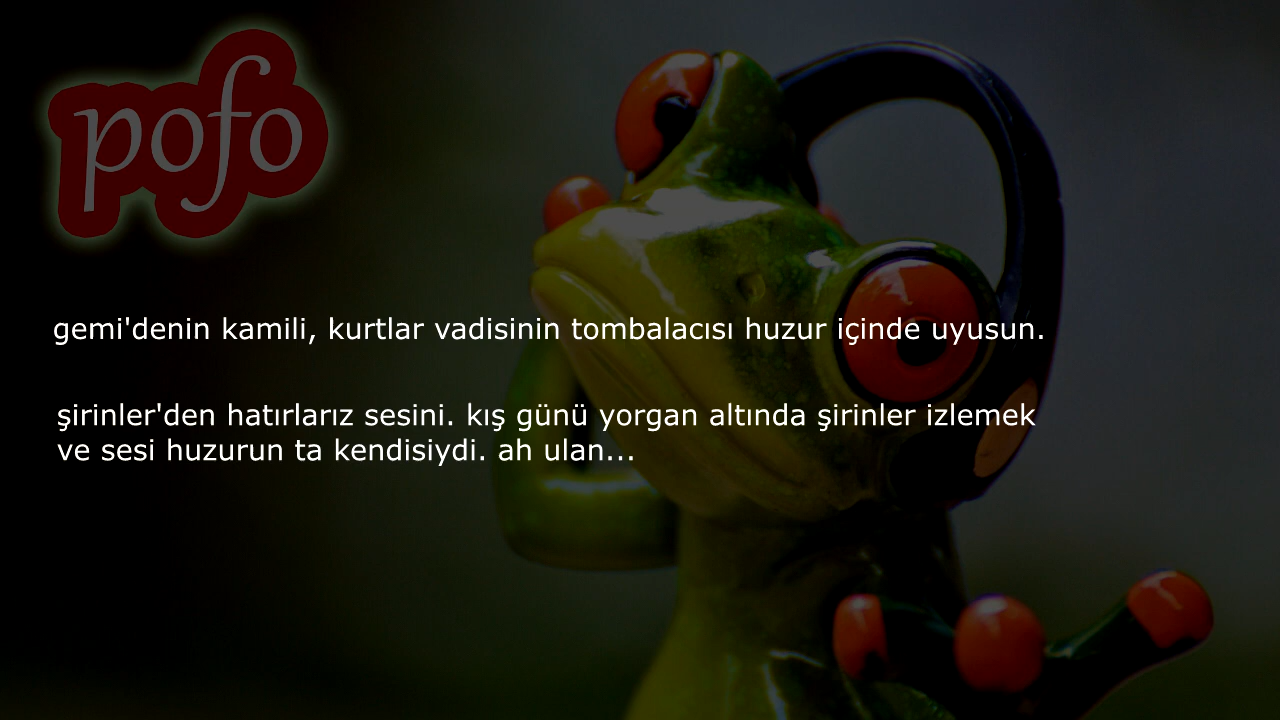 pofo
gemi'denin kamili, kurtlar vadisinin tombalacısı huzur içinde uyusun.
şirinler'den hatırlarız sesini. kış günü yorgan altında şirinler izlemek
ve sesi huzurun ta kendisiydi. ah ulan...